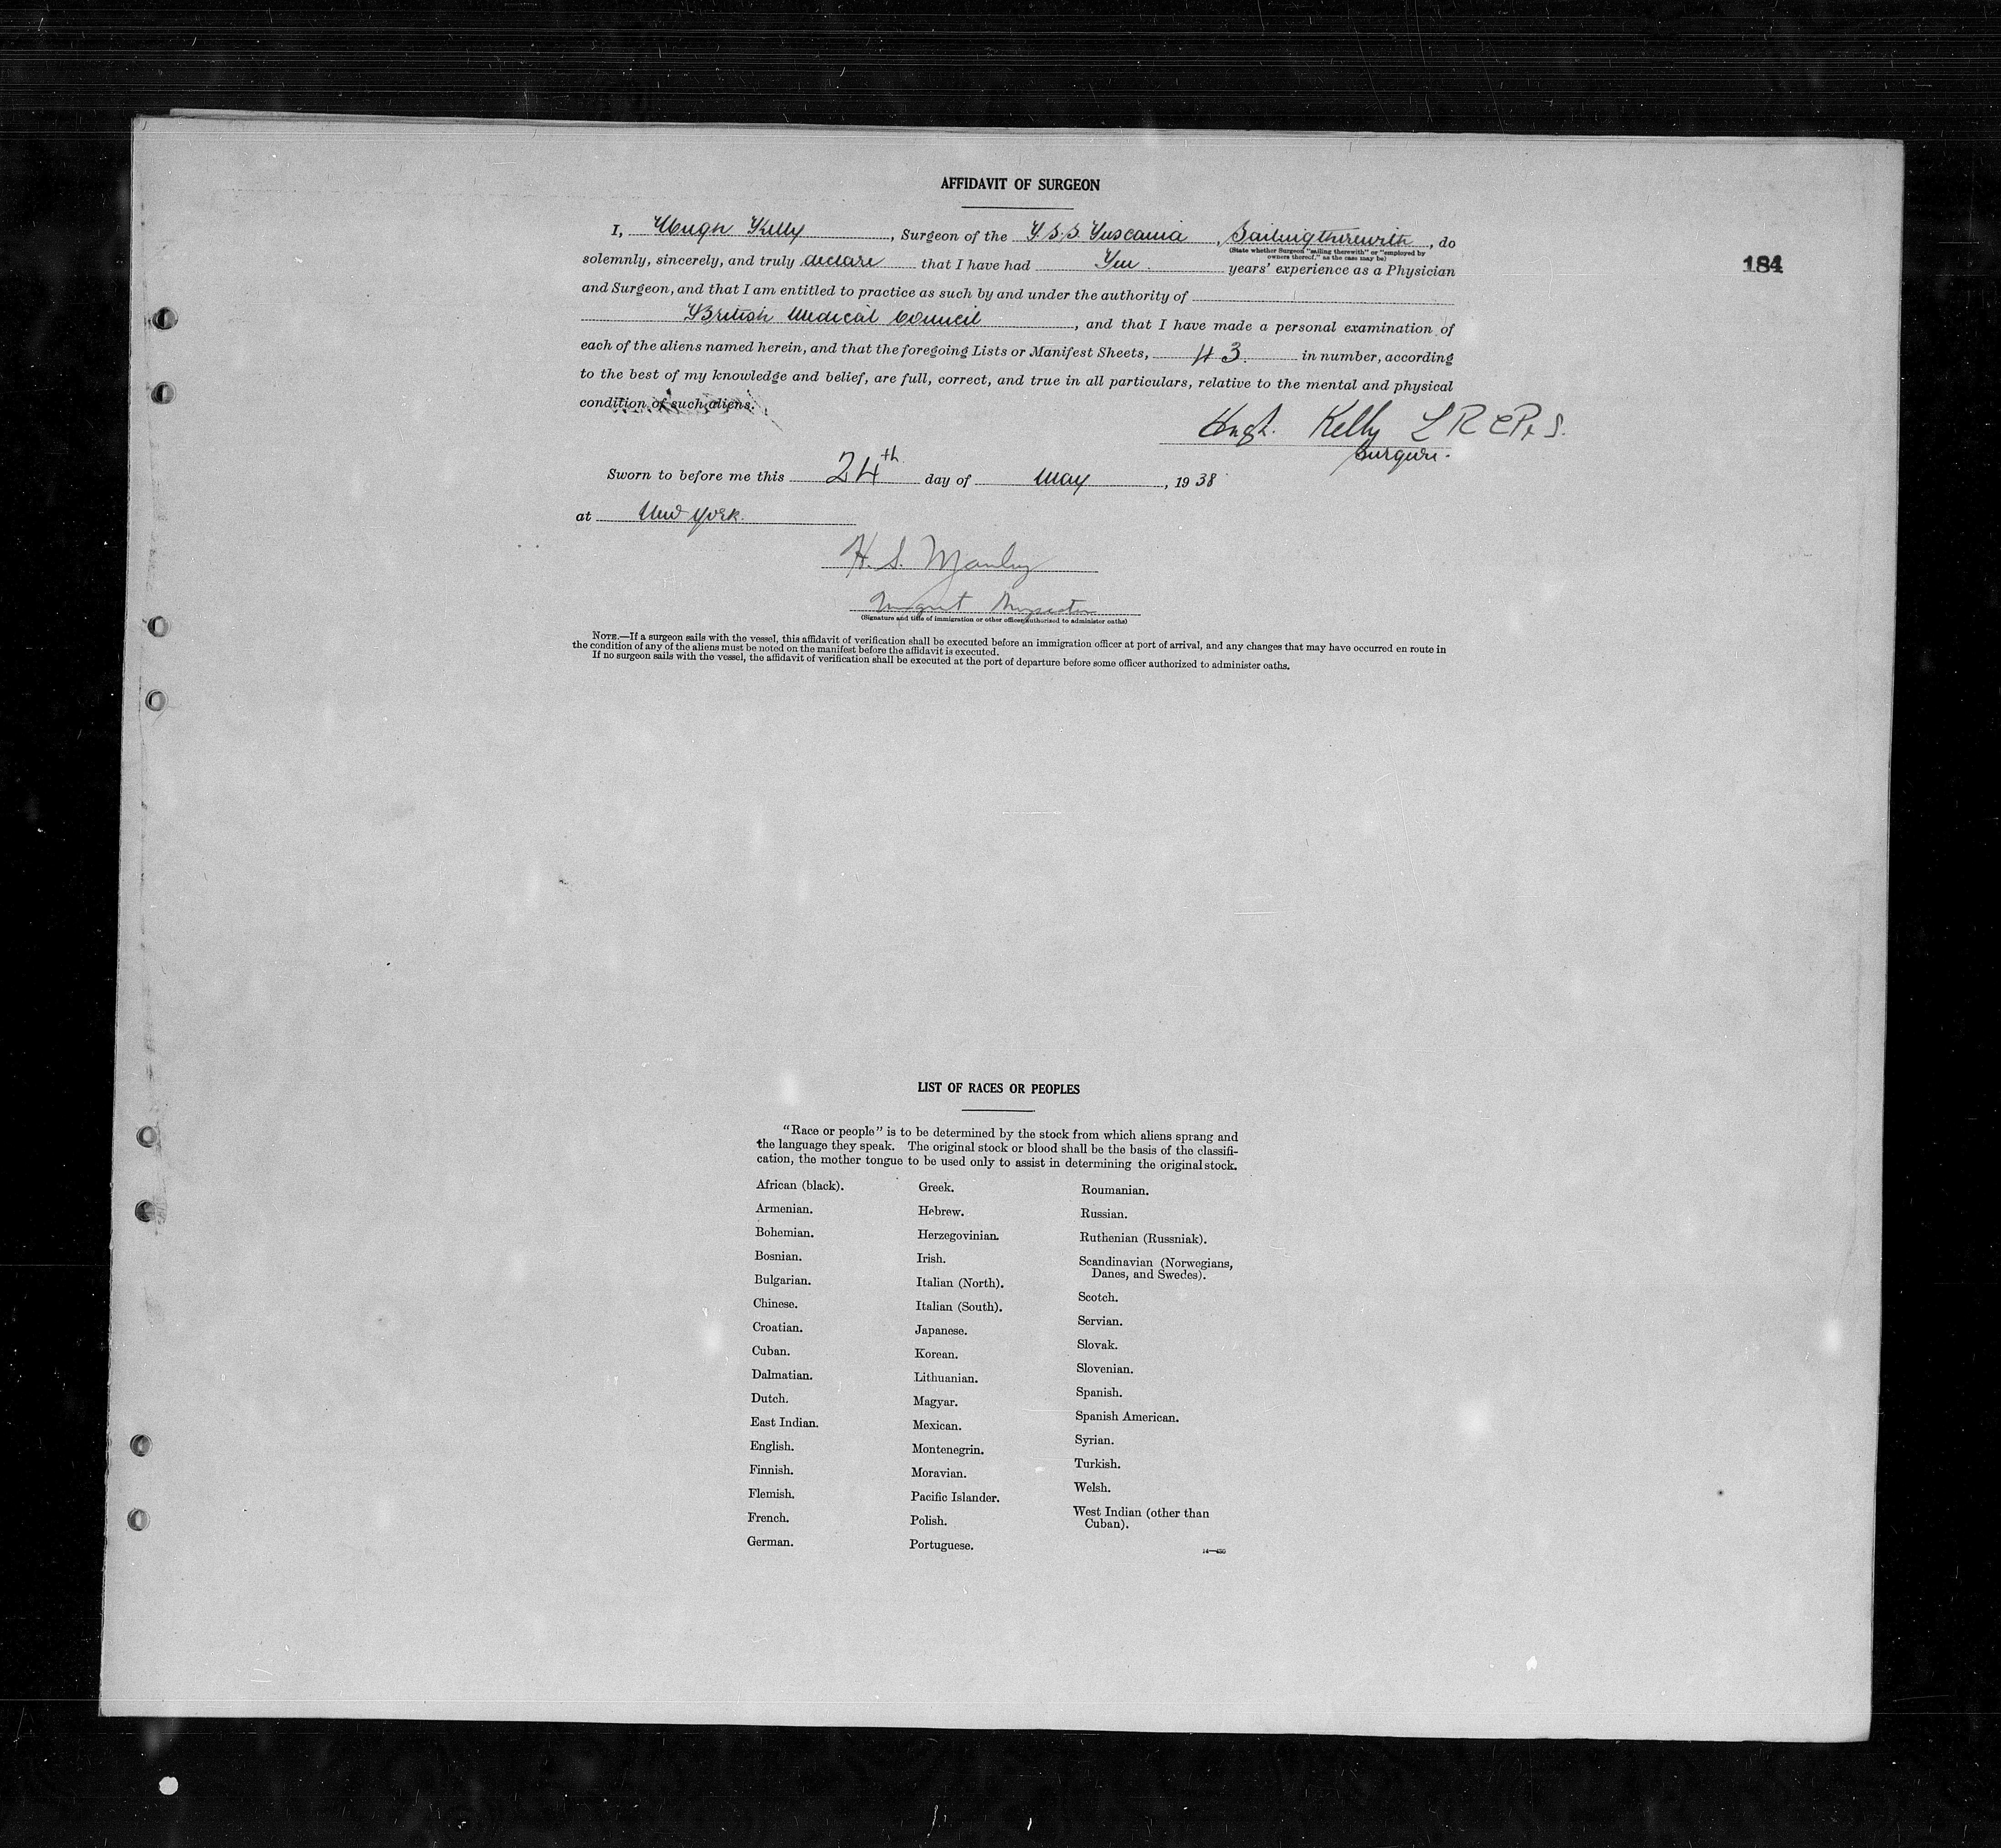 AFFIDAVIT OF SURGEON
I, Hugh Kelly, Surgeon of the T.S.S. Tuscania, Sailing therewith, do
(State whether Surgeon "sailing therewith" or "employed by
owners thereof," as the case may be)
184
solemnly, sincerely, and truly declare that I have had Ten years' experience as a Physician
and Surgeon, and that I am entitled to practice as such by and under the authority of
British Medical Council, and that I have made a personal examination of
each of the aliens named herein, and that the foregoing Lists or Manifest Sheets, 43. in number, according
to the best of my knowledge and belief, are full, correct, and true in all particulars, relative to the mental and physical
condition of such aliens.
Hugh. Kelly L R C P & S.
Surgeon.
Sworn to before me this 24th day of May, 1938
at New York.
H. S. Manley
Immigrant Inspector
(Signature and title of immigration or other officer authorized to administer oaths)
NOTE.—If a surgeon sails with the vessel, this affidavit of verification shall be executed before an immigration officer at port of arrival, and any changes that may have occurred en route in
the condition of any of the aliens must be noted on the manifest before the affidavit is executed.
If no surgeon sails with the vessel, the affidavit of verification shall be executed at the port of departure before some officer authorized to administer oaths.
LIST OF RACES OR PEOPLES
"Race or people" is to be determined by the stock from which aliens sprang and
the language they speak. The original stock or blood shall be the basis of the classifi-
cation, the mother tongue to be used only to assist in determining the original stock.
African (black).
Armenian.
Bohemian.
Bosnian.
Bulgarian.
Chinese.
Croatian.
Cuban.
Dalmatian.
Dutch.
East Indian.
English.
Finnish.
Flemish.
French.
German.
Greek.
Hebrew.
Herzegovinian.
Irish.
Italian (North).
Italian (South).
Japanese.
Korean.
Lithuanian.
Magyar.
Mexican.
Montenegrin.
Moravian.
Pacific Islander.
Polish.
Portuguese.
Roumanian.
Russian.
Ruthenian (Russniak).
Scandinavian (Norwegians,
Danes, and Swedes).
Scotch.
Servian.
Slovak.
Slovenian.
Spanish.
Spanish American.
Syrian.
Turkish.
Welsh.
West Indian (other than
Cuban).